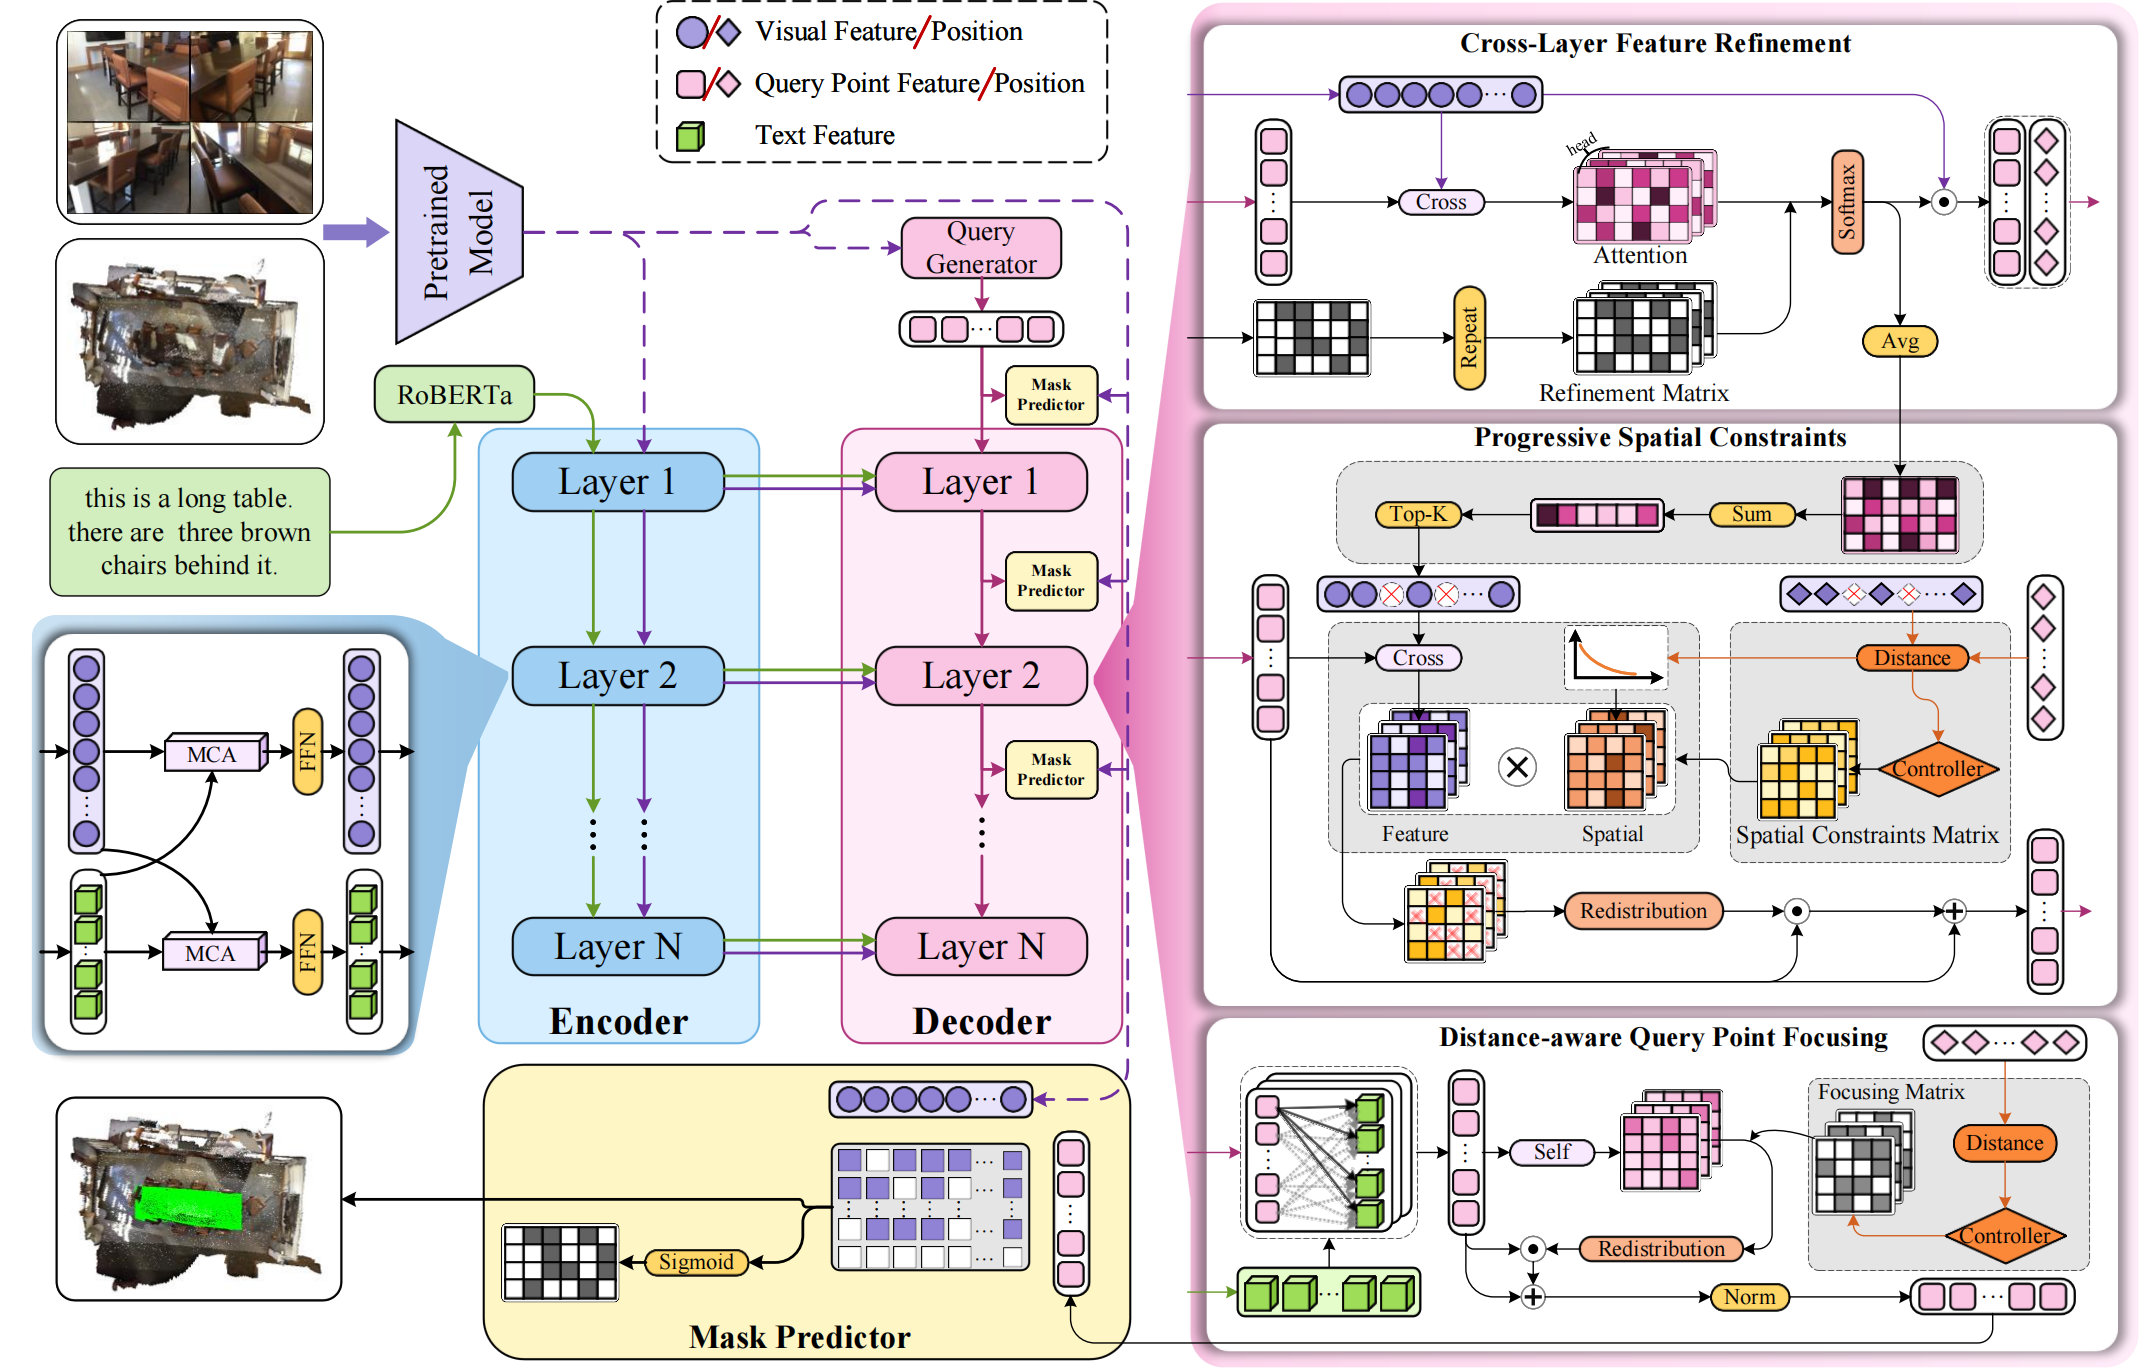 Visual Feature/Position
Query Point Feature/Position
Text Feature
Pretrained
Model
Query
Generator
RoBERTa
this is a long table.
there are three brown
chairs behind it.
Mask
Predictor
Layer 1
Layer 1
Mask
Predictor
Layer 2
Layer 2
Mask
Predictor
Layer N
Layer N
Encoder
Decoder
MCA
FFN
MCA
FFN
Sigmoid
Mask Predictor
Cross-Layer Feature Refinement
head
Cross
Attention
Softmax
Repeat
Refinement Matrix
Avg
Progressive Spatial Constraints
Top-K
Sum
Cross
Distance
Controller
Feature
Spatial
Spatial Constraints Matrix
Redistribution
Distance-aware Query Point Focusing
Focusing Matrix
Self
Distance
Redistribution
Controller
Norm